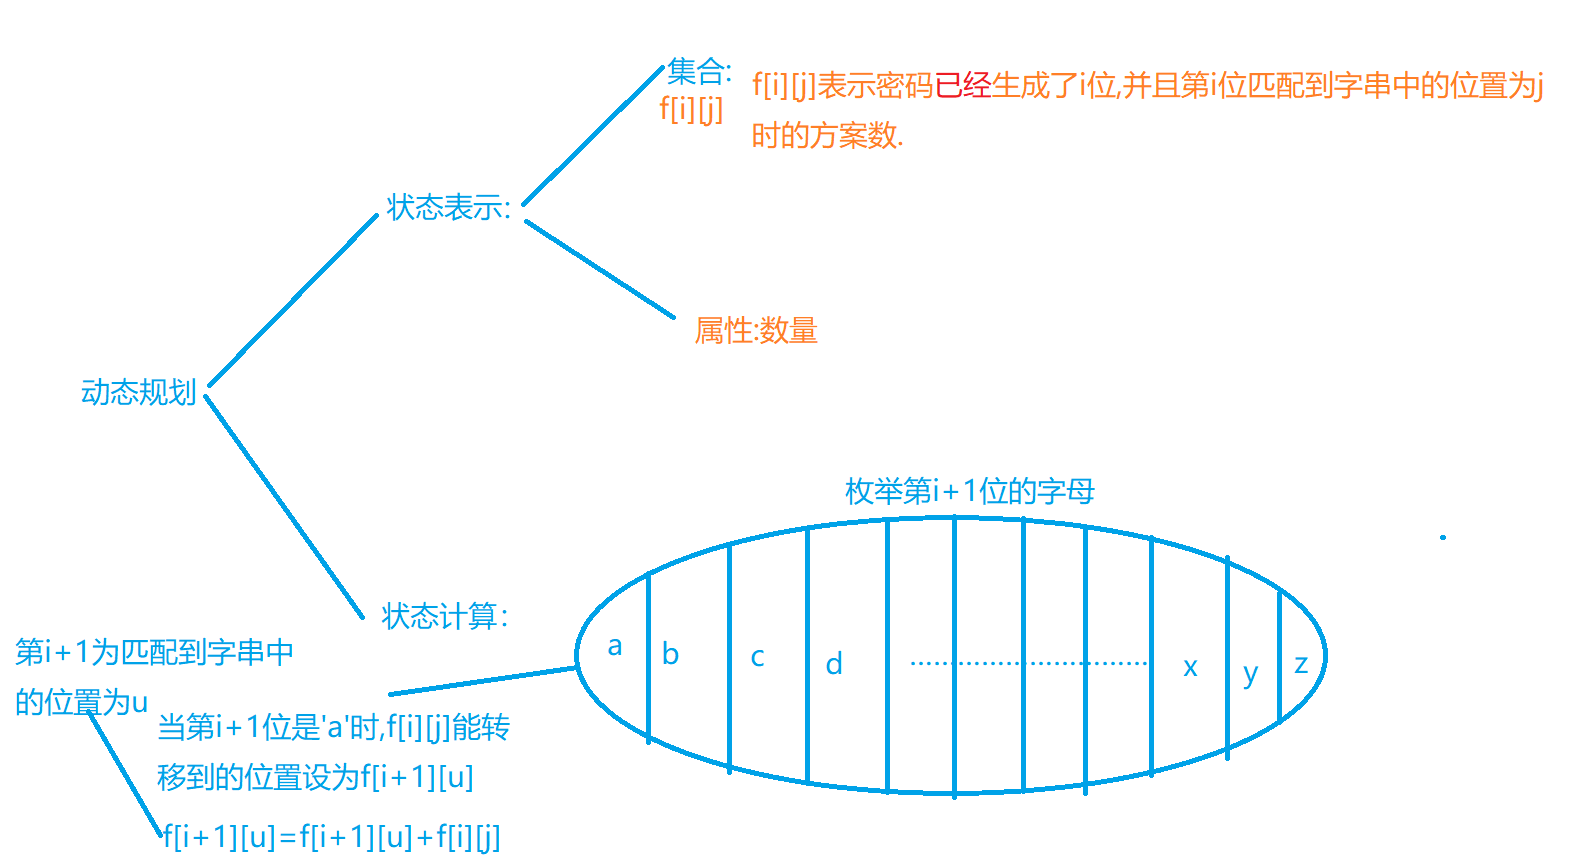 集合:
f[i][j]
f[i][j]表示密码已经生成了i位,并且第i位匹配到字串中的位置为j
时的方案数.
状态表示:
属性:数量
动态规划
枚举第i+1位的字母
状态计算：
a
b
c
d
x
y
z
第i+1为匹配到字串中
的位置为u
当第i+1位是'a'时,f[i][j]能转
移到的位置设为f[i+1][u]
f[i+1][u]=f[i+1][u]+f[i][j]